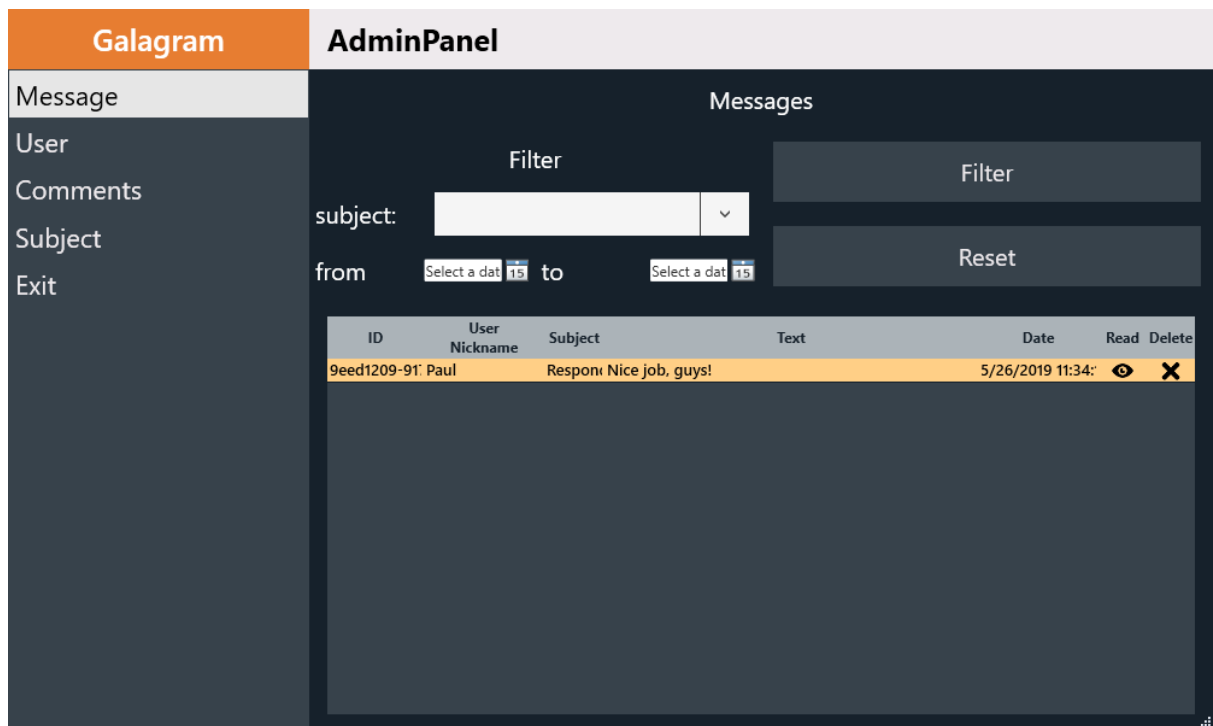 Galagram
AdminPanel
Message
User
Comments
Subject
Exit
Messages
Filter
subject:
from Select a dat 15 to Select a dat 15
Filter
Reset
ID User Nickname Subject Text Date Read Delete
9eed1209-91 Paul Respon Nice job, guys! 5/26/2019 11:34: